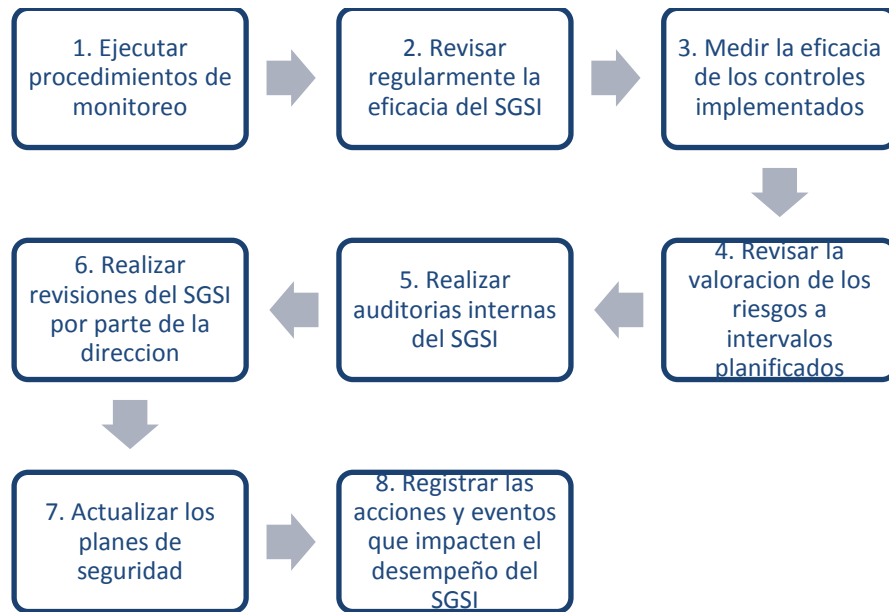 1. Ejecutar
procedimientos de
monitoreo
2. Revisar
regularmente la
eficacia del SGSI
3. Medir la eficacia
de los controles
implementados
4. Revisar la
valoracion de los
riesgos a
intervalos
planificados
5. Realizar
auditorias internas
del SGSI
6. Realizar
revisiones del SGSI
por parte de la
direccion
7. Actualizar los
planes de
seguridad
8. Registrar las
acciones y eventos
que impacten el
desempeño del
SGSI